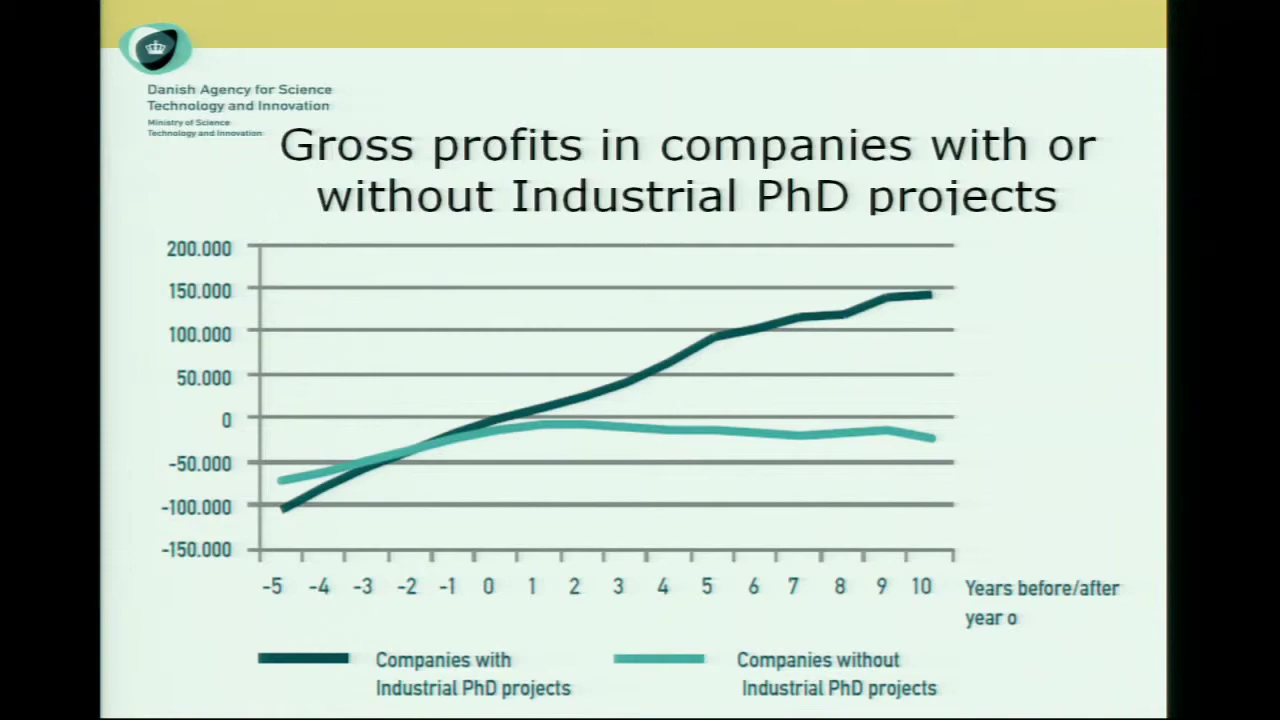 Danish Agency for Science
Technology and Innovation
Ministry of Science
Technology and Innovation
Gross profits in companies with or
without Industrial PhD projects
200.000
150.000
100.000
50.000
0
-50.000
-100.000
-150.000
-5 -4 -3 -2 -1 0 1 2 3 4 5 6 7 8 9 10
Years before/after
year o
Companies with
Industrial PhD projects
Companies without
Industrial PhD projects